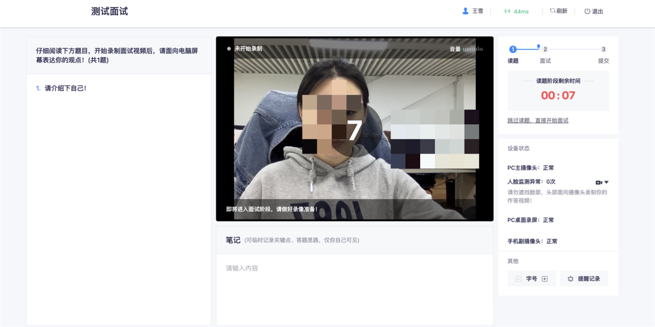 测试面试
王雪
44ms
刷新
退出
仔细阅读下方题目，开始录制面试视频后，请面向电脑屏幕表达你的观点！(共1题)
1. 请介绍下自己！
未开始录制
音量
7
即将进入面试阶段，请做好录像准备！
笔记 (可临时记录关键点、答题思路，仅你自己可见)
请输入内容
1 2 3
读题 面试 提交
读题阶段剩余时间
00 : 07
跳过读题，直接开始面试
设备状态
PC主摄像头：正常
人脸监测异常：0次
请勿遮挡脸部，头部面向摄像头录制你的作答视频！
PC桌面录屏：正常
手机副摄像头：正常
其他
字号
提醒记录